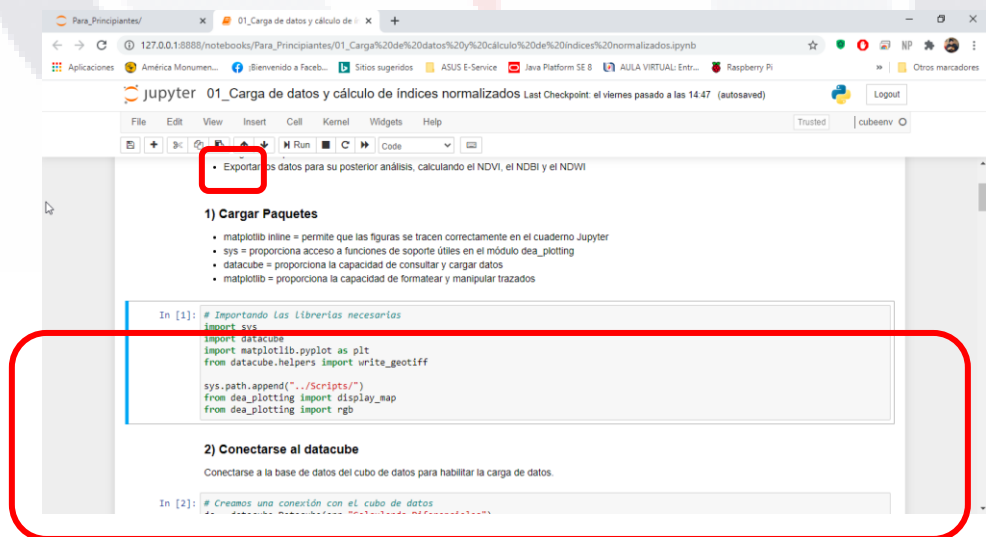 Para_Principiantes/
01_Carga de datos y cálculo de í
127.0.0.1:8888/notebooks/Para_Principiantes/01_Carga%20de%20datos%20y%20cálculo%20de%20índices%20normalizados.ipynb
NP
Aplicaciones América Monumen... ¡Bienvenido a Faceb... Sitios sugeridos ASUS E-Service Java Platform SE 8 AULA VIRTUAL: Entr... Raspberry Pi » Otros marcadores
jupyter 01_Carga de datos y cálculo de índices normalizados Last Checkpoint: el viernes pasado a las 14:47 (autosaved) Logout
File Edit View Insert Cell Kernel Widgets Help Trusted cubeenv
Run Code
• Exportar los datos para su posterior análisis, calculando el NDVI, el NDBI y el NDWI
1) Cargar Paquetes
• matplotlib inline = permite que las figuras se tracen correctamente en el cuaderno Jupyter
• sys = proporciona acceso a funciones de soporte útiles en el módulo dea_plotting
• datacube = proporciona la capacidad de consultar y cargar datos
• matplotlib = proporciona la capacidad de formatear y manipular trazados
In [1]: # Importando las librerías necesarias
import sys
import datacube
import matplotlib.pyplot as plt
from datacube.helpers import write_geotiff
sys.path.append("../Scripts/")
from dea_plotting import display_map
from dea_plotting import rgb
2) Conectarse al datacube
Conectarse a la base de datos del cubo de datos para habilitar la carga de datos.
In [2]: # Creamos una conexión con el cubo de datos